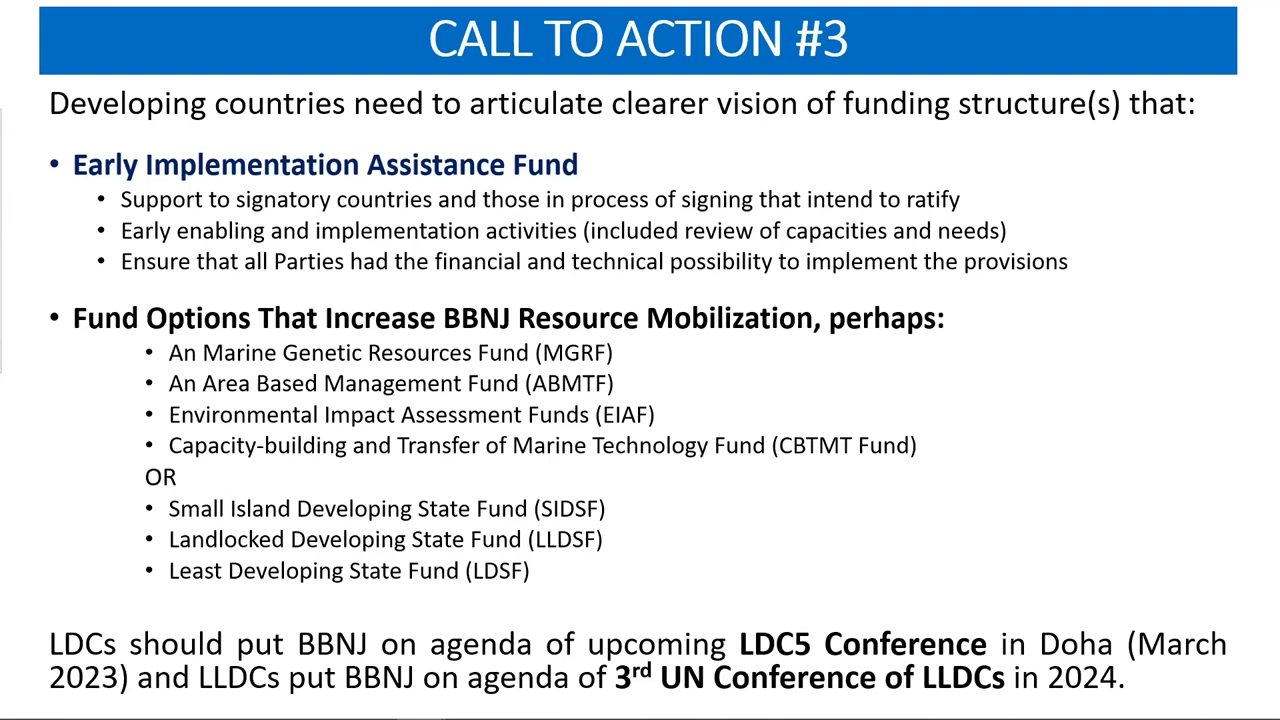 CALL TO ACTION #3
Developing countries need to articulate clearer vision of funding structure(s) that:
• Early Implementation Assistance Fund
• Support to signatory countries and those in process of signing that intend to ratify
• Early enabling and implementation activities (included review of capacities and needs)
• Ensure that all Parties had the financial and technical possibility to implement the provisions
• Fund Options That Increase BBNJ Resource Mobilization, perhaps:
• An Marine Genetic Resources Fund (MGRF)
• An Area Based Management Fund (ABMTF)
• Environmental Impact Assessment Funds (EIAF)
• Capacity-building and Transfer of Marine Technology Fund (CBTMT Fund)
OR
• Small Island Developing State Fund (SIDSF)
• Landlocked Developing State Fund (LLDSF)
• Least Developing State Fund (LDSF)
LDCs should put BBNJ on agenda of upcoming LDC5 Conference in Doha (March
2023) and LLDCs put BBNJ on agenda of 3rd UN Conference of LLDCs in 2024.